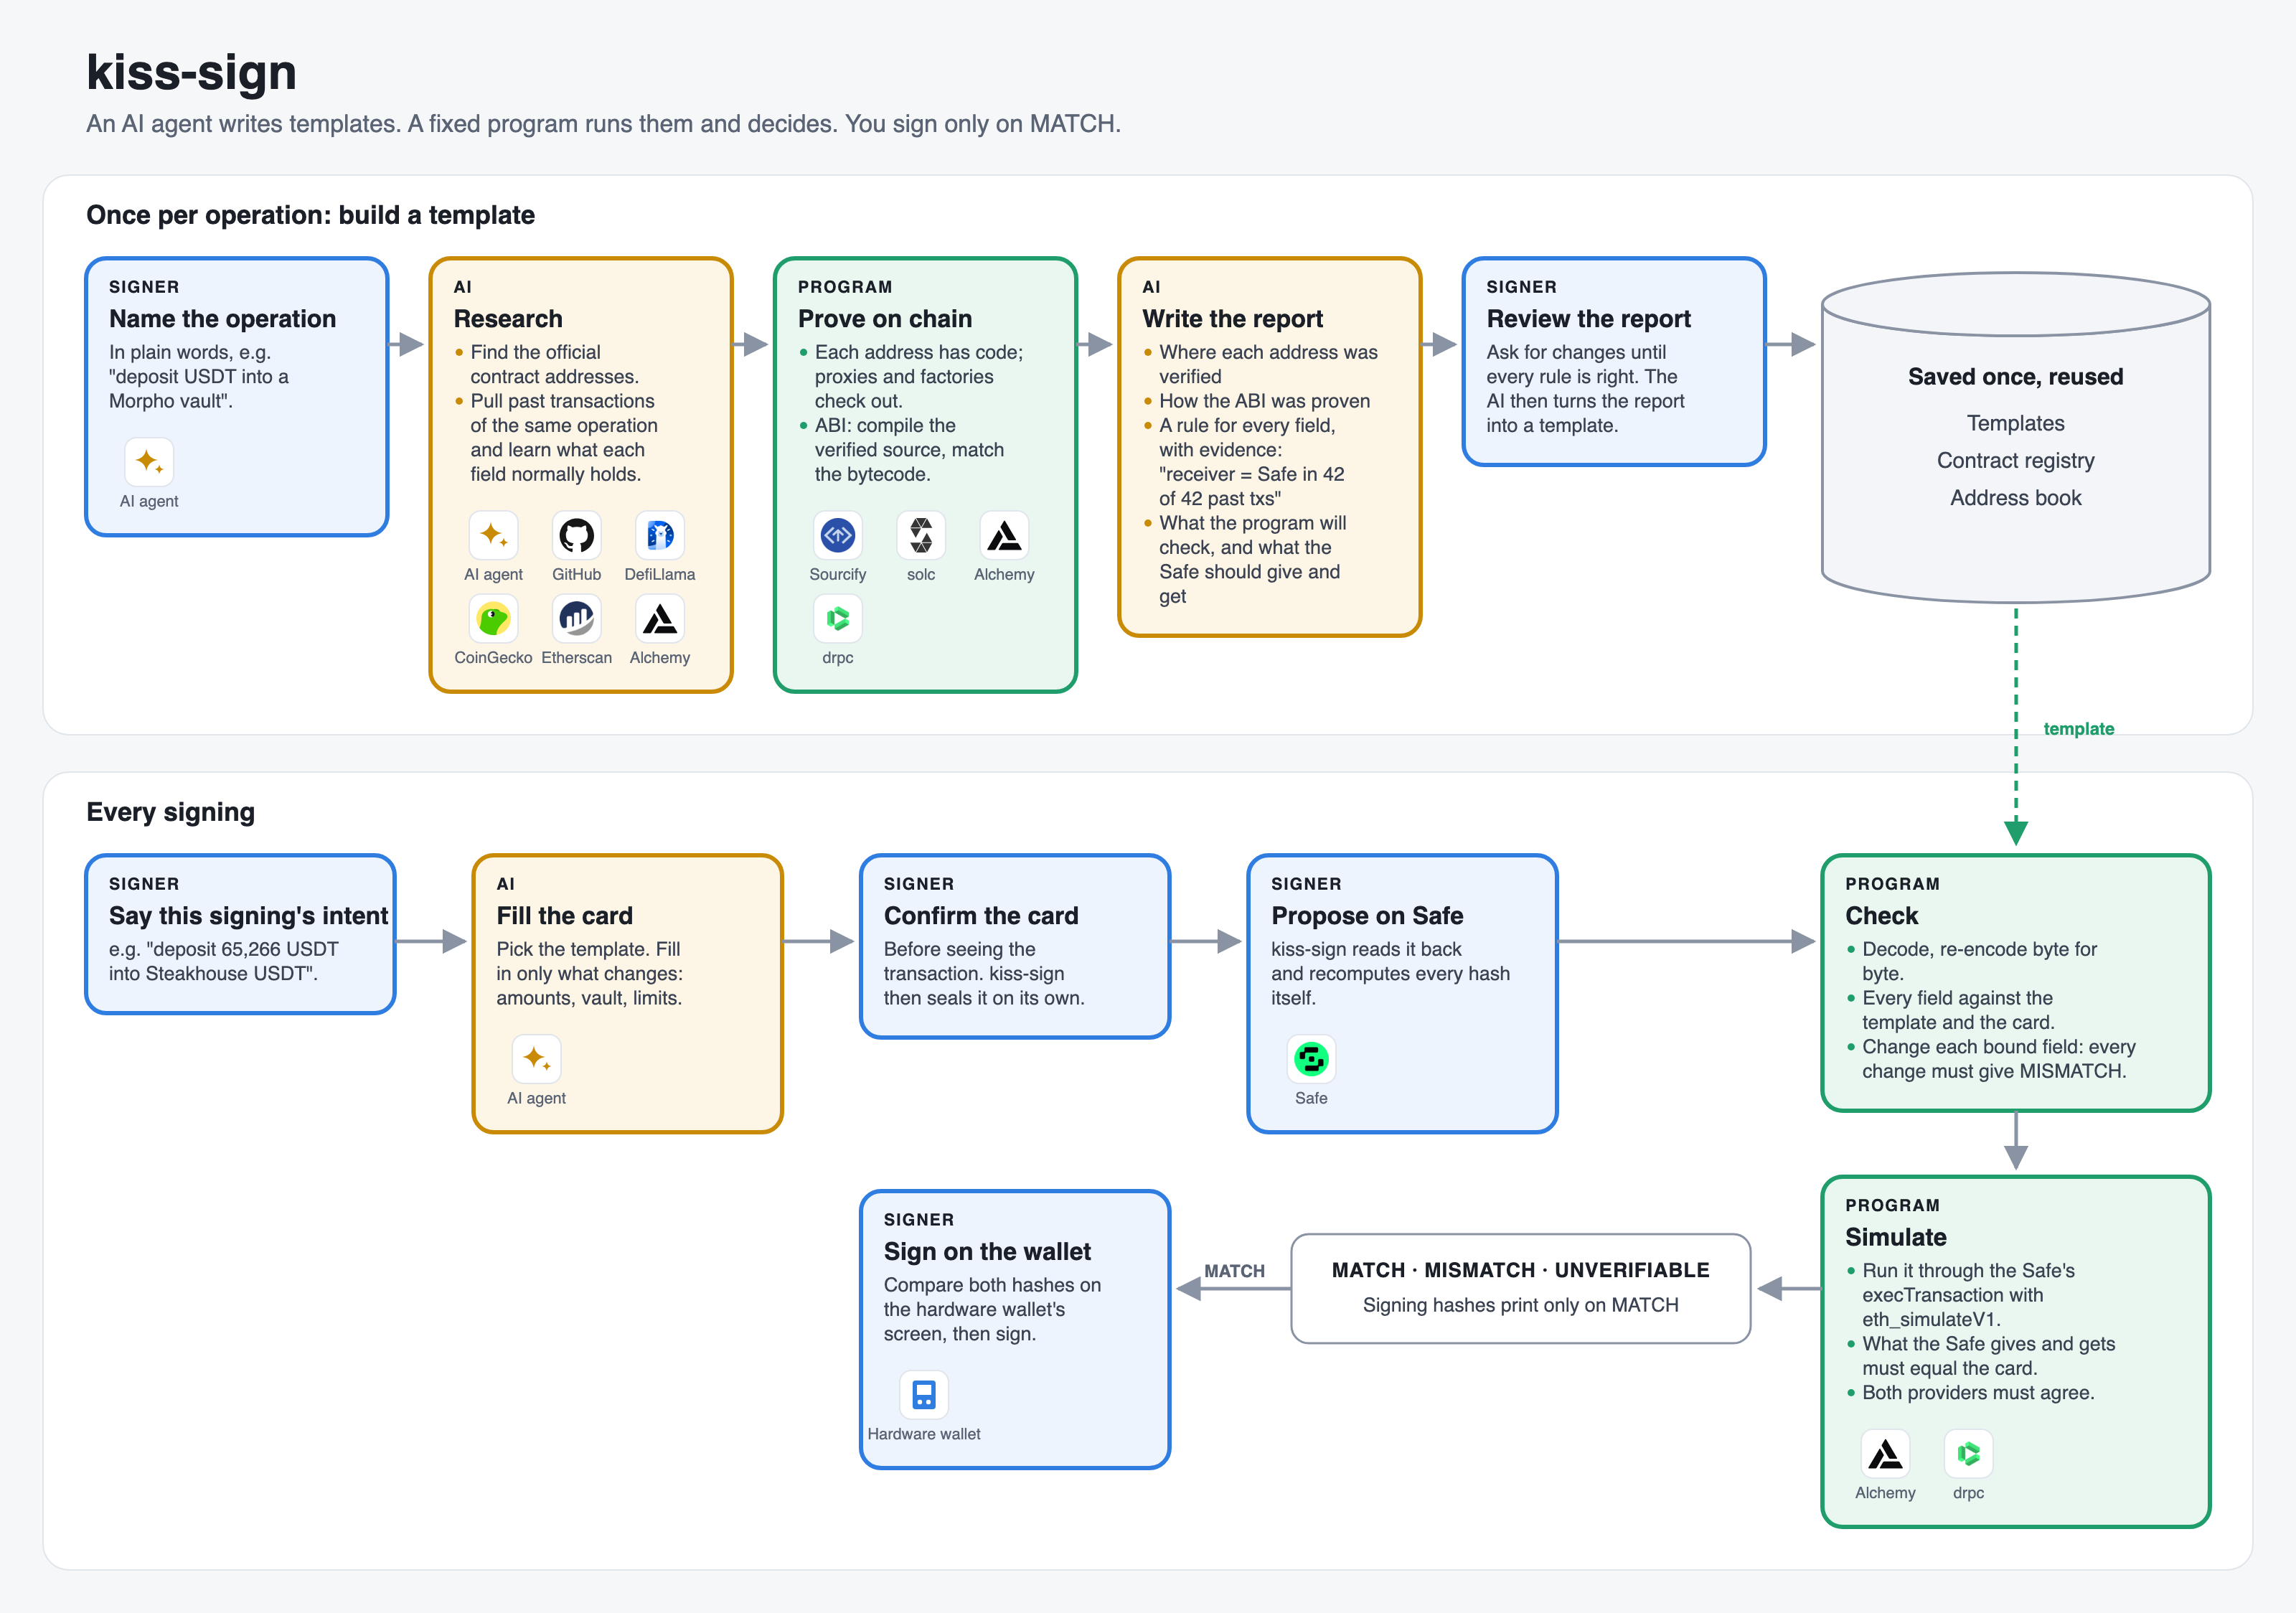 kiss-sign
An AI agent writes templates. A fixed program runs them and decides. You sign only on MATCH.
Once per operation: build a template
SIGNER
Name the operation
In plain words, e.g.
"deposit USDT into a
Morpho vault".
AI agent
AI
Research
• Find the official
contract addresses.
• Pull past transactions
of the same operation
and learn what each
field normally holds.
AI agent
GitHub
DefiLlama
CoinGecko
Etherscan
Alchemy
PROGRAM
Prove on chain
• Each address has code;
proxies and factories
check out.
• ABI: compile the
verified source, match
the bytecode.
Sourcify
solc
Alchemy
drpc
AI
Write the report
• Where each address was
verified
• How the ABI was proven
• A rule for every field,
with evidence:
"receiver = Safe in 42
of 42 past txs"
• What the program will
check, and what the
Safe should give and
get
SIGNER
Review the report
Ask for changes until
every rule is right. The
AI then turns the report
into a template.
Saved once, reused
Templates
Contract registry
Address book
template
Every signing
SIGNER
Say this signing's intent
e.g. "deposit 65,266 USDT
into Steakhouse USDT".
AI
Fill the card
Pick the template. Fill
in only what changes:
amounts, vault, limits.
AI agent
SIGNER
Confirm the card
Before seeing the
transaction. kiss-sign
then seals it on its own.
SIGNER
Propose on Safe
kiss-sign reads it back
and recomputes every hash
itself.
Safe
PROGRAM
Check
• Decode, re-encode byte for
byte.
• Every field against the
template and the card.
• Change each bound field: every
change must give MISMATCH.
PROGRAM
Simulate
• Run it through the Safe's
execTransaction with
eth_simulateV1.
• What the Safe gives and gets
must equal the card.
• Both providers must agree.
Alchemy
drpc
MATCH · MISMATCH · UNVERIFIABLE
Signing hashes print only on MATCH
MATCH
SIGNER
Sign on the wallet
Compare both hashes on
the hardware wallet's
screen, then sign.
Hardware wallet